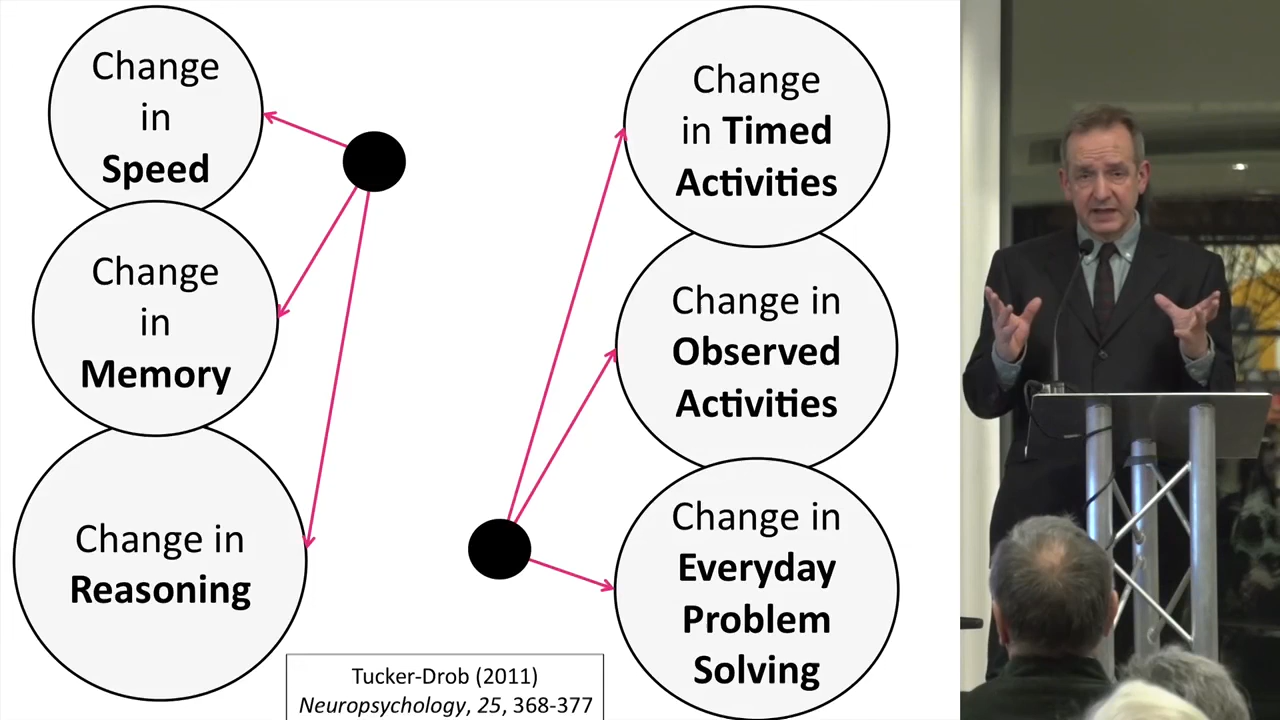 Change
in
Speed
Change
in
Memory
Change in
Reasoning
Change
in Timed
Activities
Change in
Observed
Activities
Change in
Everyday
Problem
Solving
Tucker-Drob (2011)
Neuropsychology, 25, 368-377